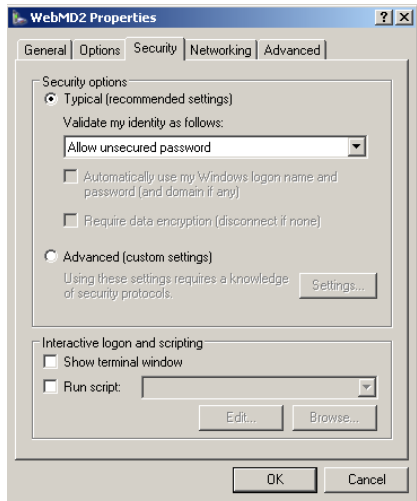 WebMD2 Properties
General Options Security Networking Advanced
Security options
Typical (recommended settings)
Validate my identity as follows:
Allow unsecured password
Automatically use my Windows logon name and
password (and domain if any)
Require data encryption (disconnect if none)
Advanced (custom settings)
Using these settings requires a knowledge
of security protocols.
Settings...
Interactive logon and scripting
Show terminal window
Run script:
Edit... Browse...
OK Cancel